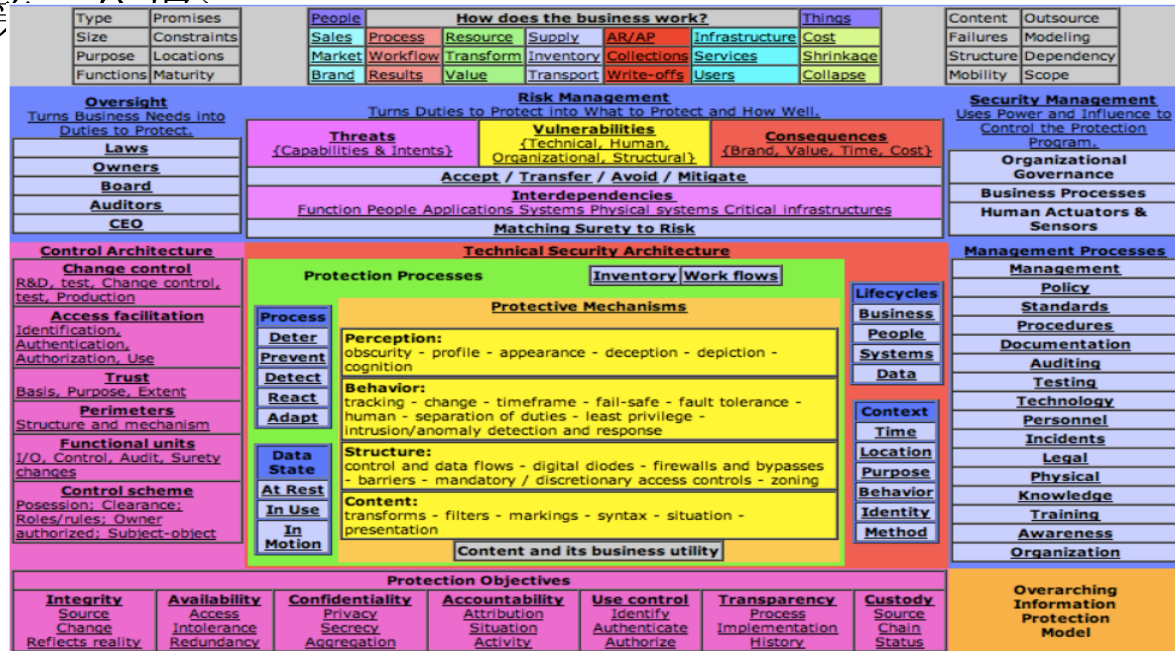 Type Promises
Size Constraints
Purpose Locations
Functions Maturity
People How does the business work? Things
Sales Process Resource Supply AR/AP Infrastructure Cost
Market Workflow Transform Inventory Collections Services Shrinkage
Brand Results Value Transport Write-offs Users Collapse
Content Outsource
Failures Modeling
Structure Dependency
Mobility Scope
Oversight
Turns Business Needs into
Duties to Protect.
Laws
Owners
Board
Auditors
CEO
Risk Management
Turns Duties to Protect into What to Protect and How Well.
Threats
{Capabilities & Intents}
Vulnerabilities
{Technical, Human,
Organizational, Structural}
Consequences
{Brand, Value, Time, Cost}
Accept / Transfer / Avoid / Mitigate
Interdependencies
Function People Applications Systems Physical systems Critical infrastructures
Matching Surety to Risk
Security Management
Uses Power and Influence to
Control the Protection
Program.
Organizational
Governance
Business Processes
Human Actuators &
Sensors
Control Architecture
Change control
R&D, test, Change control,
test, Production
Access facilitation
Identification,
Authentication,
Authorization, Use
Trust
Basis, Purpose, Extent
Perimeters
Structure and mechanism
Functional units
I/O, Control, Audit, Surety
changes
Control scheme
Posession; Clearance;
Roles/rules; Owner
authorized; Subject-object
Technical Security Architecture
Protection Processes
Inventory Work flows
Process
Deter
Prevent
Detect
React
Adapt
Data
State
At Rest
In Use
In
Motion
Protective Mechanisms
Perception:
obscurity - profile - appearance - deception - depiction -
cognition
Behavior:
tracking - change - timeframe - fail-safe - fault tolerance -
human - separation of duties - least privilege -
intrusion/anomaly detection and response
Structure:
control and data flows - digital diodes - firewalls and bypasses
- barriers - mandatory / discretionary access controls - zoning
Content:
transforms - filters - markings - syntax - situation -
presentation
Content and its business utility
Lifecycles
Business
People
Systems
Data
Context
Time
Location
Purpose
Behavior
Identity
Method
Management Processes
Management
Policy
Standards
Procedures
Documentation
Auditing
Testing
Technology
Personnel
Incidents
Legal
Physical
Knowledge
Training
Awareness
Organization
Protection Objectives
Integrity
Source
Change
Reflects reality
Availability
Access
Intolerance
Redundancy
Confidentiality
Privacy
Secrecy
Aggregation
Accountability
Attribution
Situation
Activity
Use control
Identify
Authenticate
Authorize
Transparency
Process
Implementation
History
Custody
Source
Chain
Status
Overarching
Information
Protection
Model